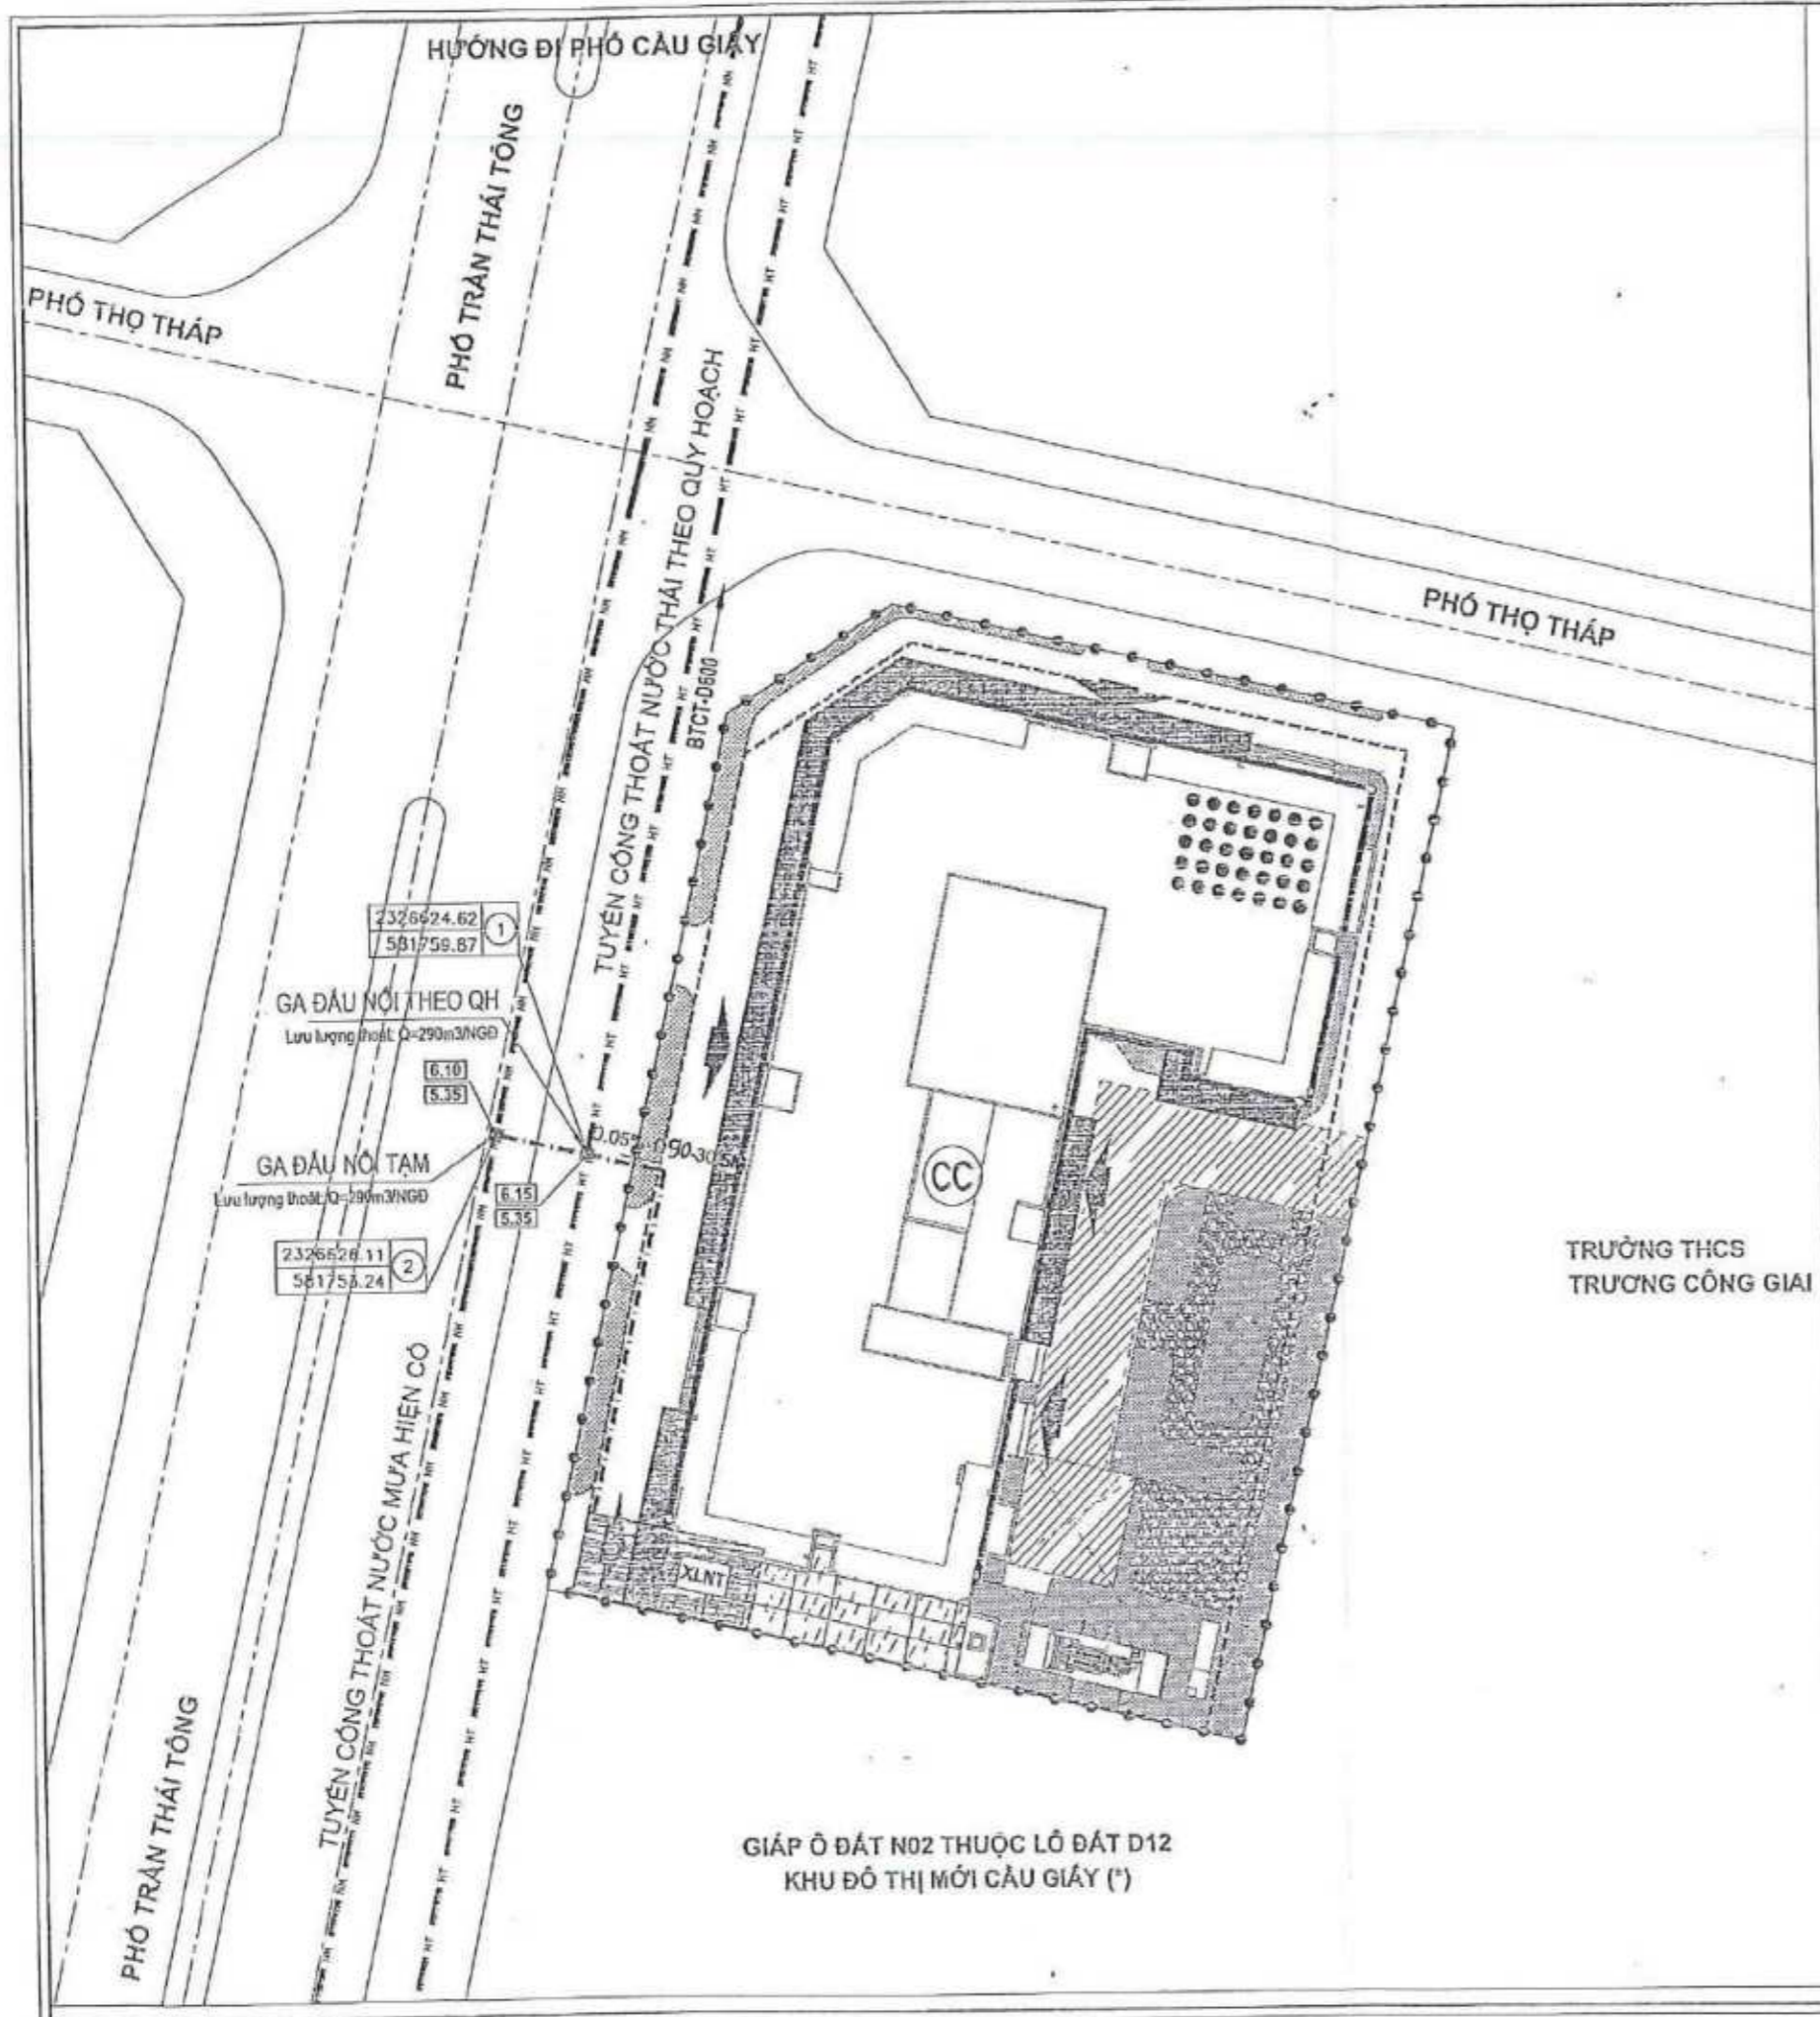 HƯỚNG ĐI PHỐ CẦU GIẤY
PHỐ TRẦN THÁI TÔNG
PHỐ THỌ THÁP
TUYẾN CỐNG THOÁT NƯỚC THẢI THEO QUY HOẠCH
BTCT-D600
PHỐ THỌ THÁP
2326624.62
581759.87
1
GA ĐẤU NỐI THEO QH
Lưu lượng thoát: Q=290m3/NGĐ
6.10
5.35
GA ĐẤU NỐI TẠM
Lưu lượng thoát: Q=290m3/NGĐ
6.15
5.35
2
CC
TRƯỜNG THCS
TRƯƠNG CÔNG GIAI
TUYẾN CỐNG THOÁT NƯỚC MƯA HIỆN CÓ
XLNT
PHỐ TRẦN THÁI TÔNG
GIÁP Ô ĐẤT N02 THUỘC LÔ ĐẤT D12
KHU ĐÔ THỊ MỚI CẦU GIẤY (*)